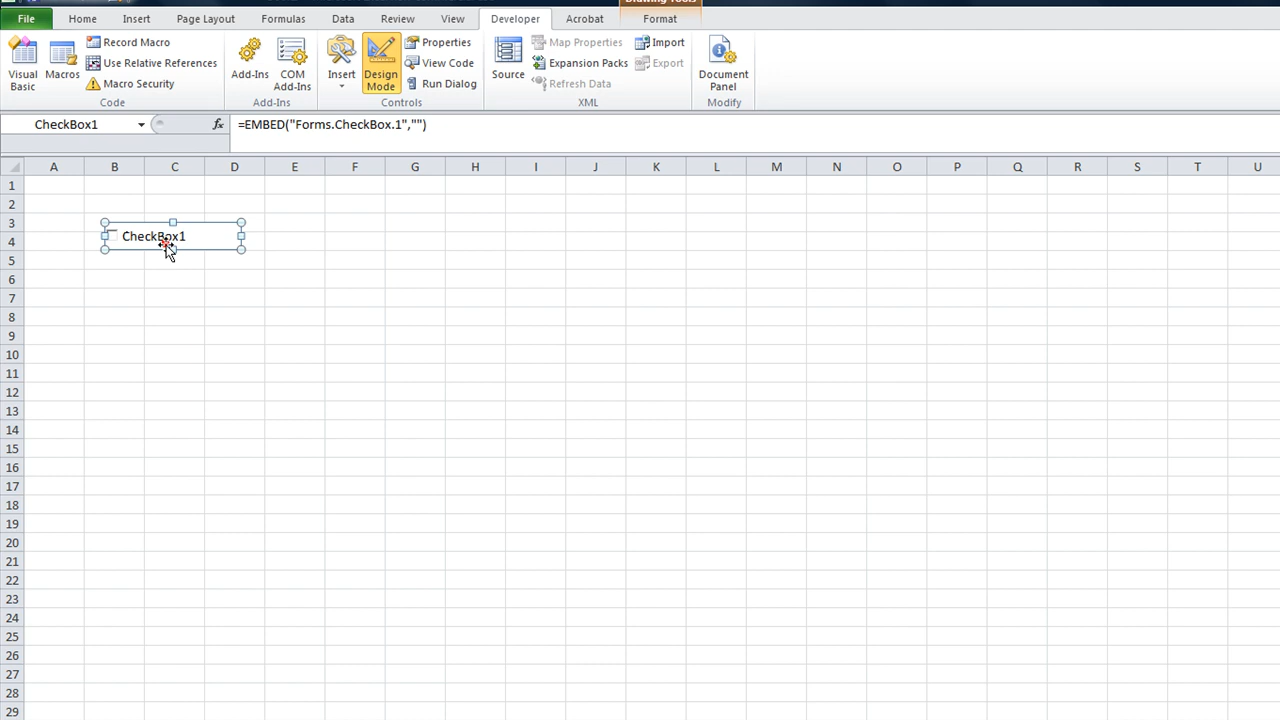 Drawing Tools
File Home Insert Page Layout Formulas Data Review View Developer Acrobat Format
Visual Basic
Macros
Record Macro
Use Relative References
Macro Security
Code
Add-Ins
COM Add-Ins
Add-Ins
Insert
Design Mode
Properties
View Code
Run Dialog
Controls
Source
Map Properties
Expansion Packs
Refresh Data
Import
Export
XML
Document Panel
Modify
CheckBox1 fx =EMBED("Forms.CheckBox.1","")
A B C D E F G H I J K L M N O P Q R S T U
1
2
3
CheckBox1
4
5
6
7
8
9
10
11
12
13
14
15
16
17
18
19
20
21
22
23
24
25
26
27
28
29